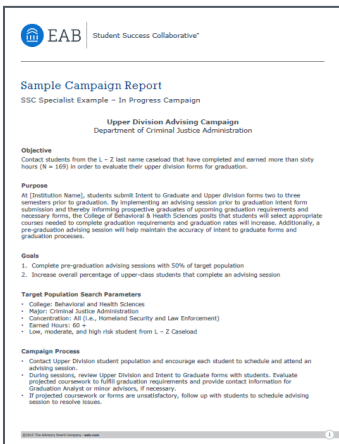 EAB
Student Success Collaborative™
Sample Campaign Report
SSC Specialist Example – In Progress Campaign
Upper Division Advising Campaign
Department of Criminal Justice Administration
Objective
Contact students from the L – Z last name caseload that have completed and earned more than sixty
hours (N = 169) in order to evaluate their upper division forms for graduation.
Purpose
At [Institution Name], students submit Intent to Graduate and Upper division forms two to three
semesters prior to graduation. By implementing an advising session prior to graduation intent form
submission and thereby informing prospective graduates of upcoming graduation requirements and
necessary forms, the College of Behavioral & Health Sciences posits that students will select appropriate
courses needed to complete graduation requirements and graduation rates will increase. Additionally, a
pre-graduation advising session will help maintain the accuracy of intent to graduate forms and
graduation processes.
Goals
1. Complete pre-graduation advising sessions with 50% of target population
2. Increase overall percentage of upper-class students that complete an advising session
Target Population Search Parameters
• College: Behavioral and Health Sciences
• Major: Criminal Justice Administration
• Concentration: All (i.e., Homeland Security and Law Enforcement)
• Earned Hours: 60 +
• Low, moderate, and high risk student from L – Z Caseload
Campaign Process
• Contact Upper Division student population and encourage each student to schedule and attend an
advising session.
• During sessions, review Upper Division and Intent to Graduate forms with students. Evaluate
projected coursework to fulfill graduation requirements and provide contact information for
Graduation Analyst or minor advisors, if necessary.
• If projected coursework or forms are unsatisfactory, follow up with students to schedule advising
session to resolve issues.
The Advisory Board Company · eab.com
1